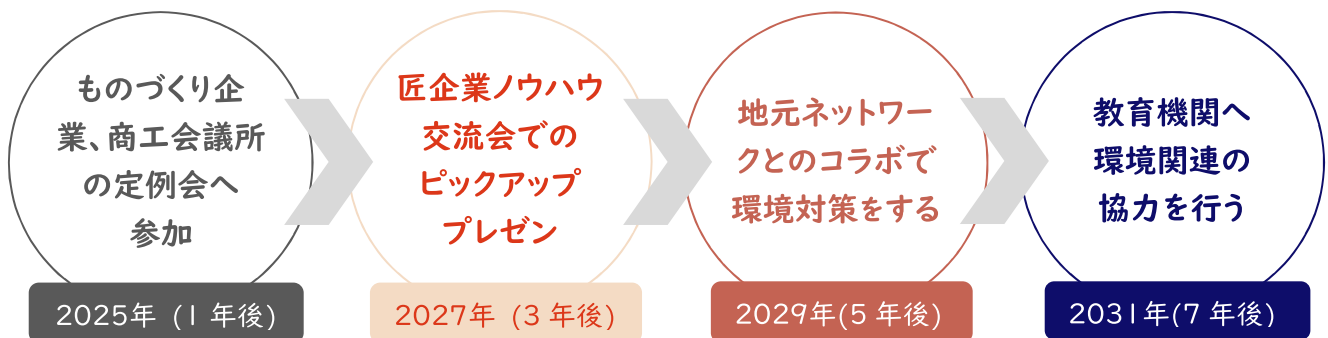 ものづくり企
業、商工会議所
の定例会へ
参加
2025年 (1 年後)
匠企業ノウハウ
交流会での
ピックアップ
プレゼン
2027年 (3 年後)
地元ネットワー
クとのコラボで
環境対策をする
2029年(5 年後)
教育機関へ
環境関連の
協力を行う
2031年(7 年後)